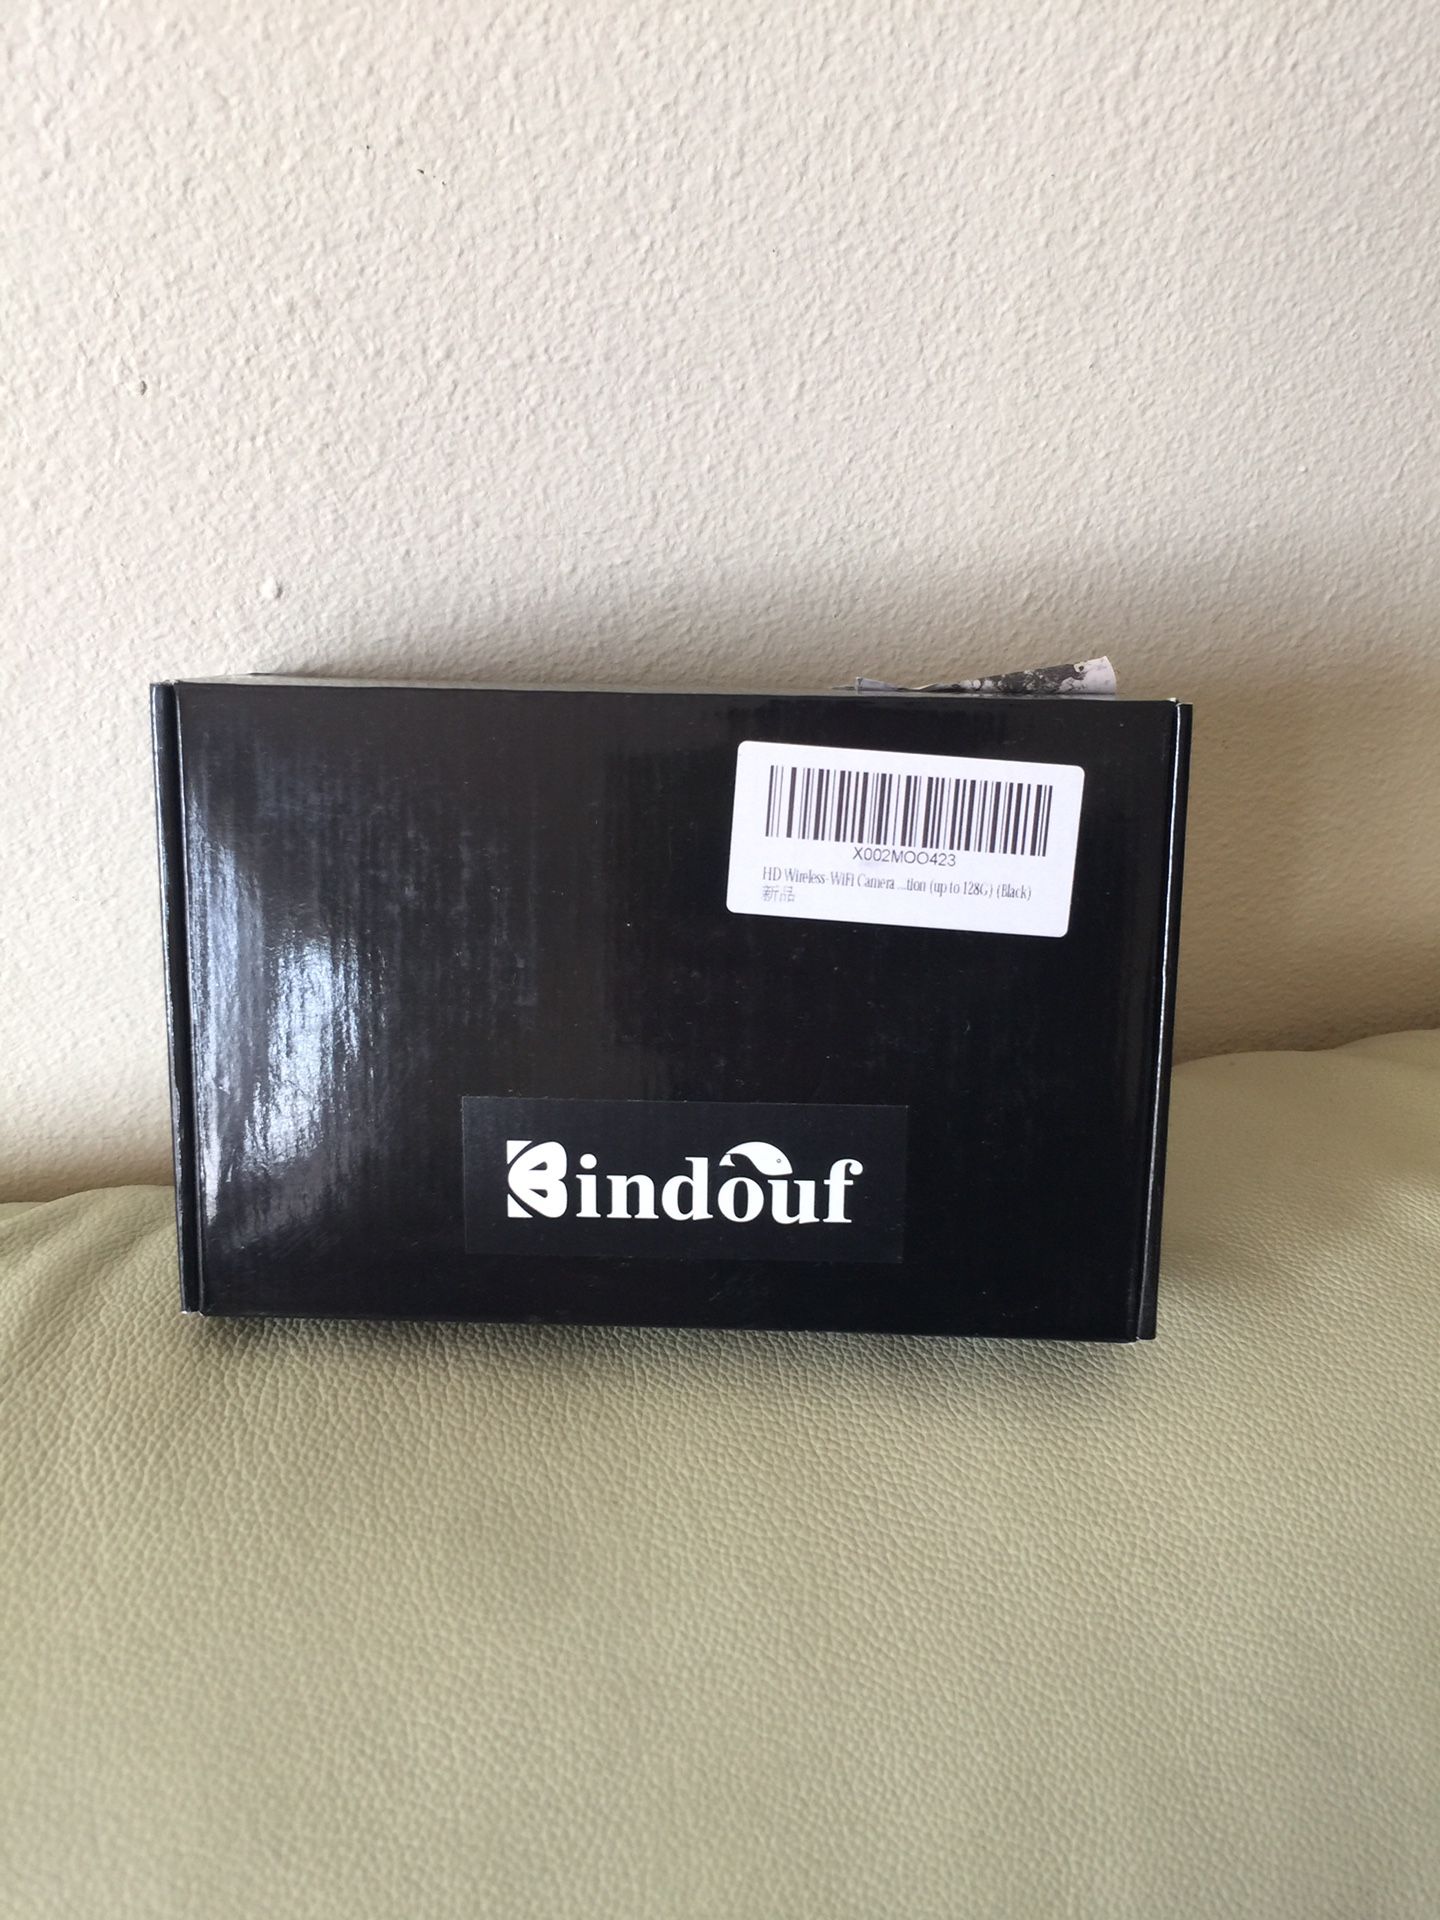 X002MOO423
HD Wireless-WiFi Camera ...tion (up to 128G) (Black)
新品
Bindouf